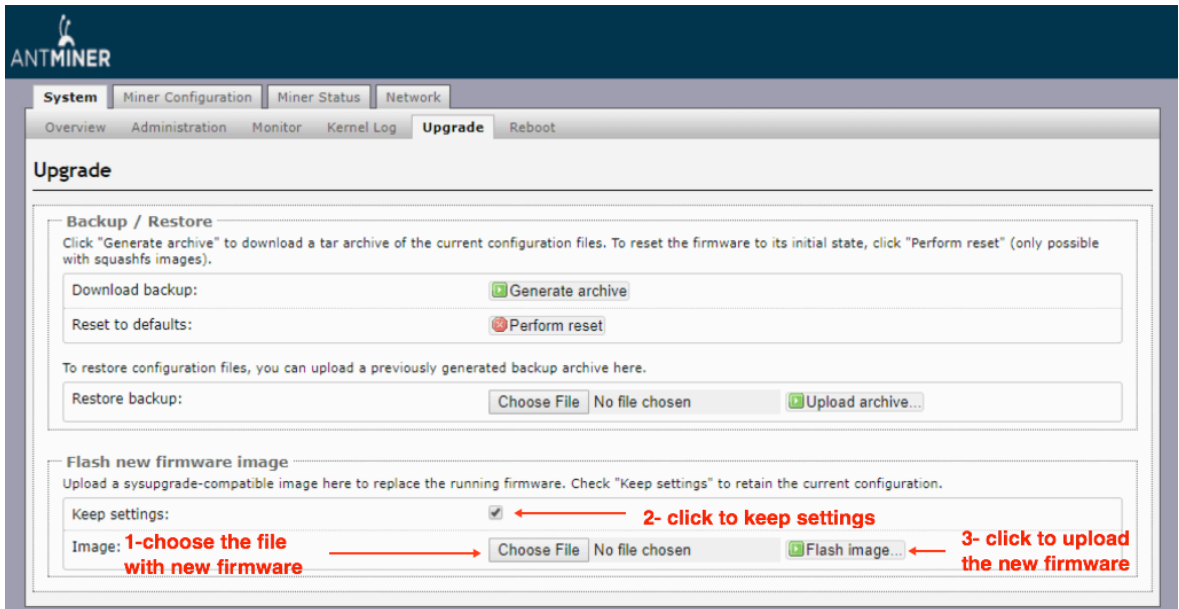 ANTMINER
System Miner Configuration Miner Status Network
Overview Administration Monitor Kernel Log Upgrade Reboot
Upgrade
Backup / Restore
Click "Generate archive" to download a tar archive of the current configuration files. To reset the firmware to its initial state, click "Perform reset" (only possible
with squashfs images).
Download backup: Generate archive
Reset to defaults: Perform reset
To restore configuration files, you can upload a previously generated backup archive here.
Restore backup: Choose File No file chosen Upload archive...
Flash new firmware image
Upload a sysupgrade-compatible image here to replace the running firmware. Check "Keep settings" to retain the current configuration.
Keep settings: 2- click to keep settings
Image: 1-choose the file
with new firmware
Choose File No file chosen Flash image...
3- click to upload
the new firmware